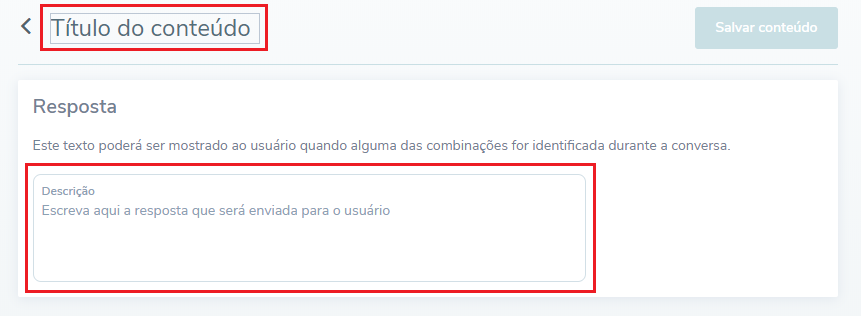 Título do conteúdo
Salvar conteúdo
Resposta
Este texto poderá ser mostrado ao usuário quando alguma das combinações for identificada durante a conversa.
Descrição
Escreva aqui a resposta que será enviada para o usuário